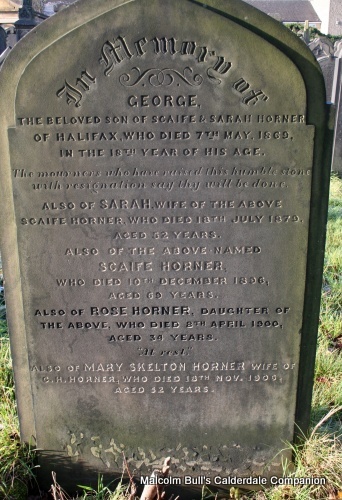 In Memory of
GEORGE,
THE BELOVED SON OF SCAIFE & SARAH HORNER
OF HALIFAX, WHO DIED 7TH MAY, 1869,
IN THE 18TH YEAR OF HIS AGE.
The mourners who have raised this humble stone
with resignation say thy will be done.
ALSO OF SARAH, WIFE OF THE ABOVE
SCAIFE HORNER, WHO DIED 18TH JULY 1879,
AGED 62 YEARS.
ALSO OF THE ABOVE NAMED
SCAIFE HORNER,
WHO DIED 10TH DECEMBER 1896,
AGED 69 YEARS.
ALSO OF ROSE HORNER, DAUGHTER OF
THE ABOVE, WHO DIED 8TH APRIL 1900,
AGED 34 YEARS.
"At rest"
ALSO OF MARY SKELTON HORNER WIFE OF
C.H. HORNER, WHO DIED 18TH NOV. 1906,
AGED 52 YEARS.
Malcolm Bull's Calderdale Companion